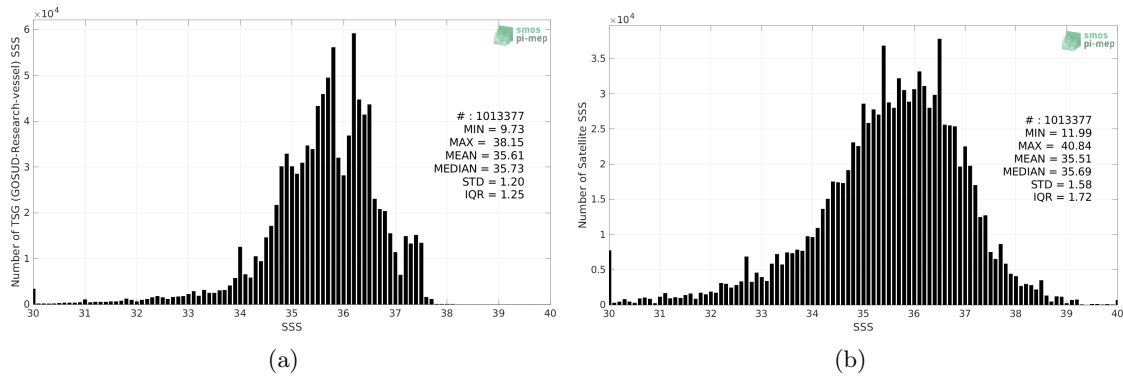 ×10⁴
smos
pi-mep
Number of TSG (GOSUD-Research-vessel) SSS
6
5
4
3
2
1
0
# : 1013377
MIN = 9.73
MAX = 38.15
MEAN = 35.61
MEDIAN = 35.73
STD = 1.20
IQR = 1.25
30 31 32 33 34 35 36 37 38 39 40
SSS
(a)
×10⁴
smos
pi-mep
Number of Satellite SSS
3.5
3
2.5
2
1.5
1
0.5
0
# : 1013377
MIN = 11.99
MAX = 40.84
MEAN = 35.51
MEDIAN = 35.69
STD = 1.58
IQR = 1.72
30 31 32 33 34 35 36 37 38 39 40
SSS
(b)